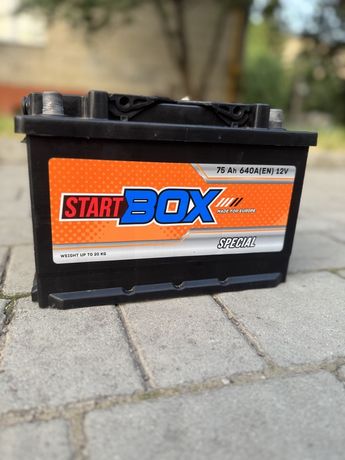 75 Ah 640A(EN) 12V
START BOX
MADE FOR EUROPE
SPECIAL
WEIGHT UP TO 20 KG